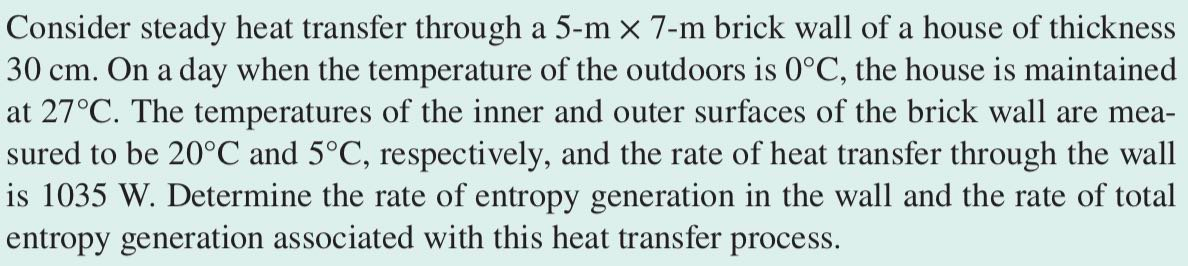 Consider steady heat transfer through a 5-m × 7-m brick wall of a house of thickness
30 cm. On a day when the temperature of the outdoors is 0°C, the house is maintained
at 27°C. The temperatures of the inner and outer surfaces of the brick wall are mea-
sured to be 20°C and 5°C, respectively, and the rate of heat transfer through the wall
is 1035 W. Determine the rate of entropy generation in the wall and the rate of total
entropy generation associated with this heat transfer process.